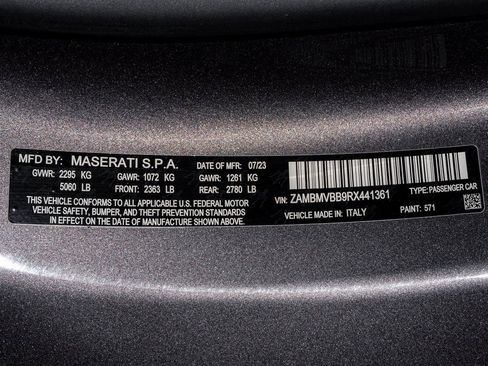 MFD BY: MASERATI S.P.A. DATE OF MFR: 07/23
GVWR: 2295 KG GAWR: 1072 KG GAWR: 1261 KG
5060 LB FRONT: 2363 LB REAR: 2780 LB
THIS VEHICLE CONFORMS TO ALL APPLICABLE U.S. FEDERAL MOTOR
VEHICLE SAFETY, BUMPER, AND THEFT PREVENTION STANDARDS
IN EFFECT ON THE DATE OF MANUFACTURE SHOWN ABOVE.
TYPE: PASSENGER CAR
VIN: ZAMBMVBB9RX441361
MADE IN: ITALY PAINT: 571